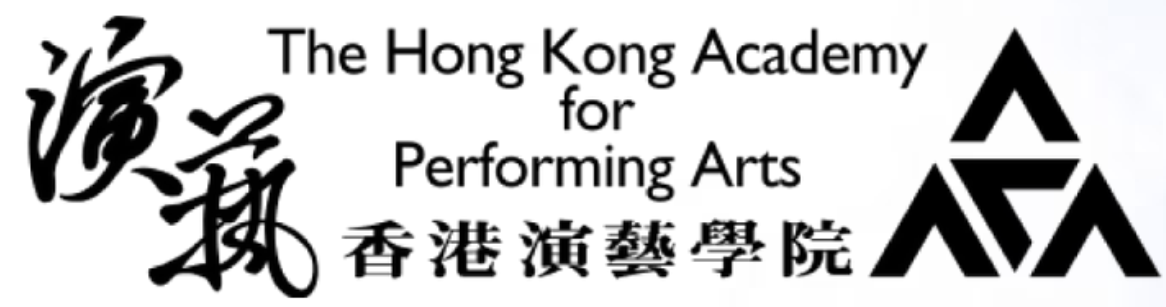 演藝
The Hong Kong Academy
for
Performing Arts
香港演藝學院